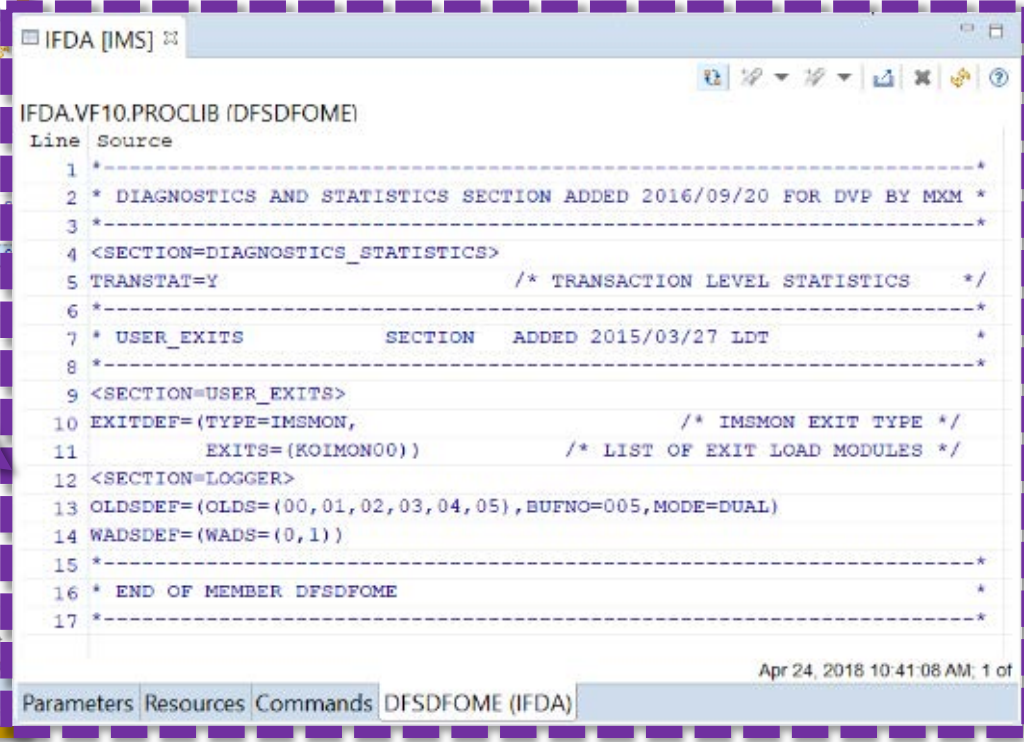 IFDA [IMS]
IFDA.VF10.PROCLIB (DFSDFOME)
Line Source
1 *--------------------------------------------------------------------*
2 * DIAGNOSTICS AND STATISTICS SECTION ADDED 2016/09/20 FOR DVP BY MXM *
3 *--------------------------------------------------------------------*
4 <SECTION=DIAGNOSTICS_STATISTICS>
5 TRANSTAT=Y /* TRANSACTION LEVEL STATISTICS */
6 *--------------------------------------------------------------------*
7 * USER_EXITS SECTION ADDED 2015/03/27 LDT *
8 *--------------------------------------------------------------------*
9 <SECTION=USER_EXITS>
10 EXITDEF=(TYPE=IMSMON, /* IMSMON EXIT TYPE */
11 EXITS=(KOIMON00)) /* LIST OF EXIT LOAD MODULES */
12 <SECTION=LOGGER>
13 OLDSDEF=(OLDS=(00,01,02,03,04,05),BUFNO=005,MODE=DUAL)
14 WADSDEF=(WADS=(0,1))
15 *--------------------------------------------------------------------*
16 * END OF MEMBER DFSDFOME *
17 *--------------------------------------------------------------------*
Apr 24, 2018 10:41:08 AM; 1 of
Parameters Resources Commands DFSDFOME (IFDA)